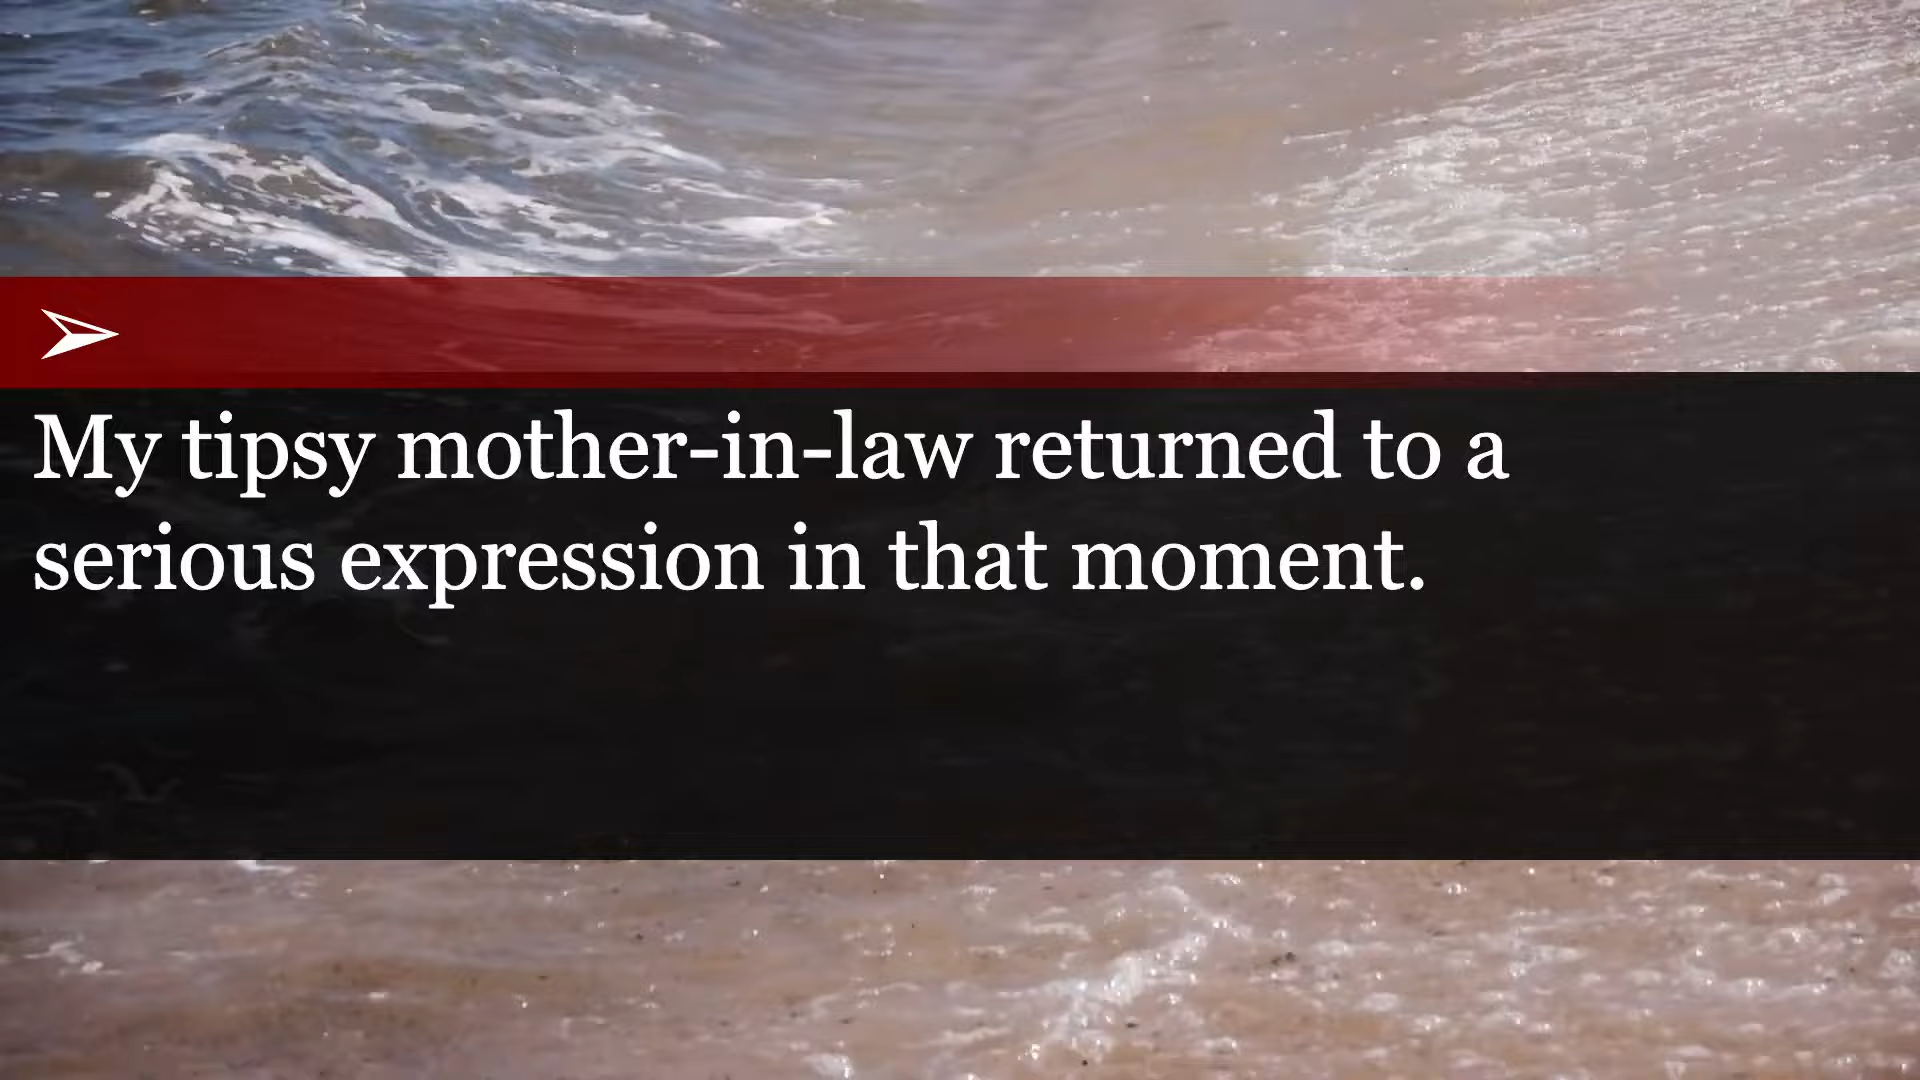 My tipsy mother-in-law returned to a
serious expression in that moment.